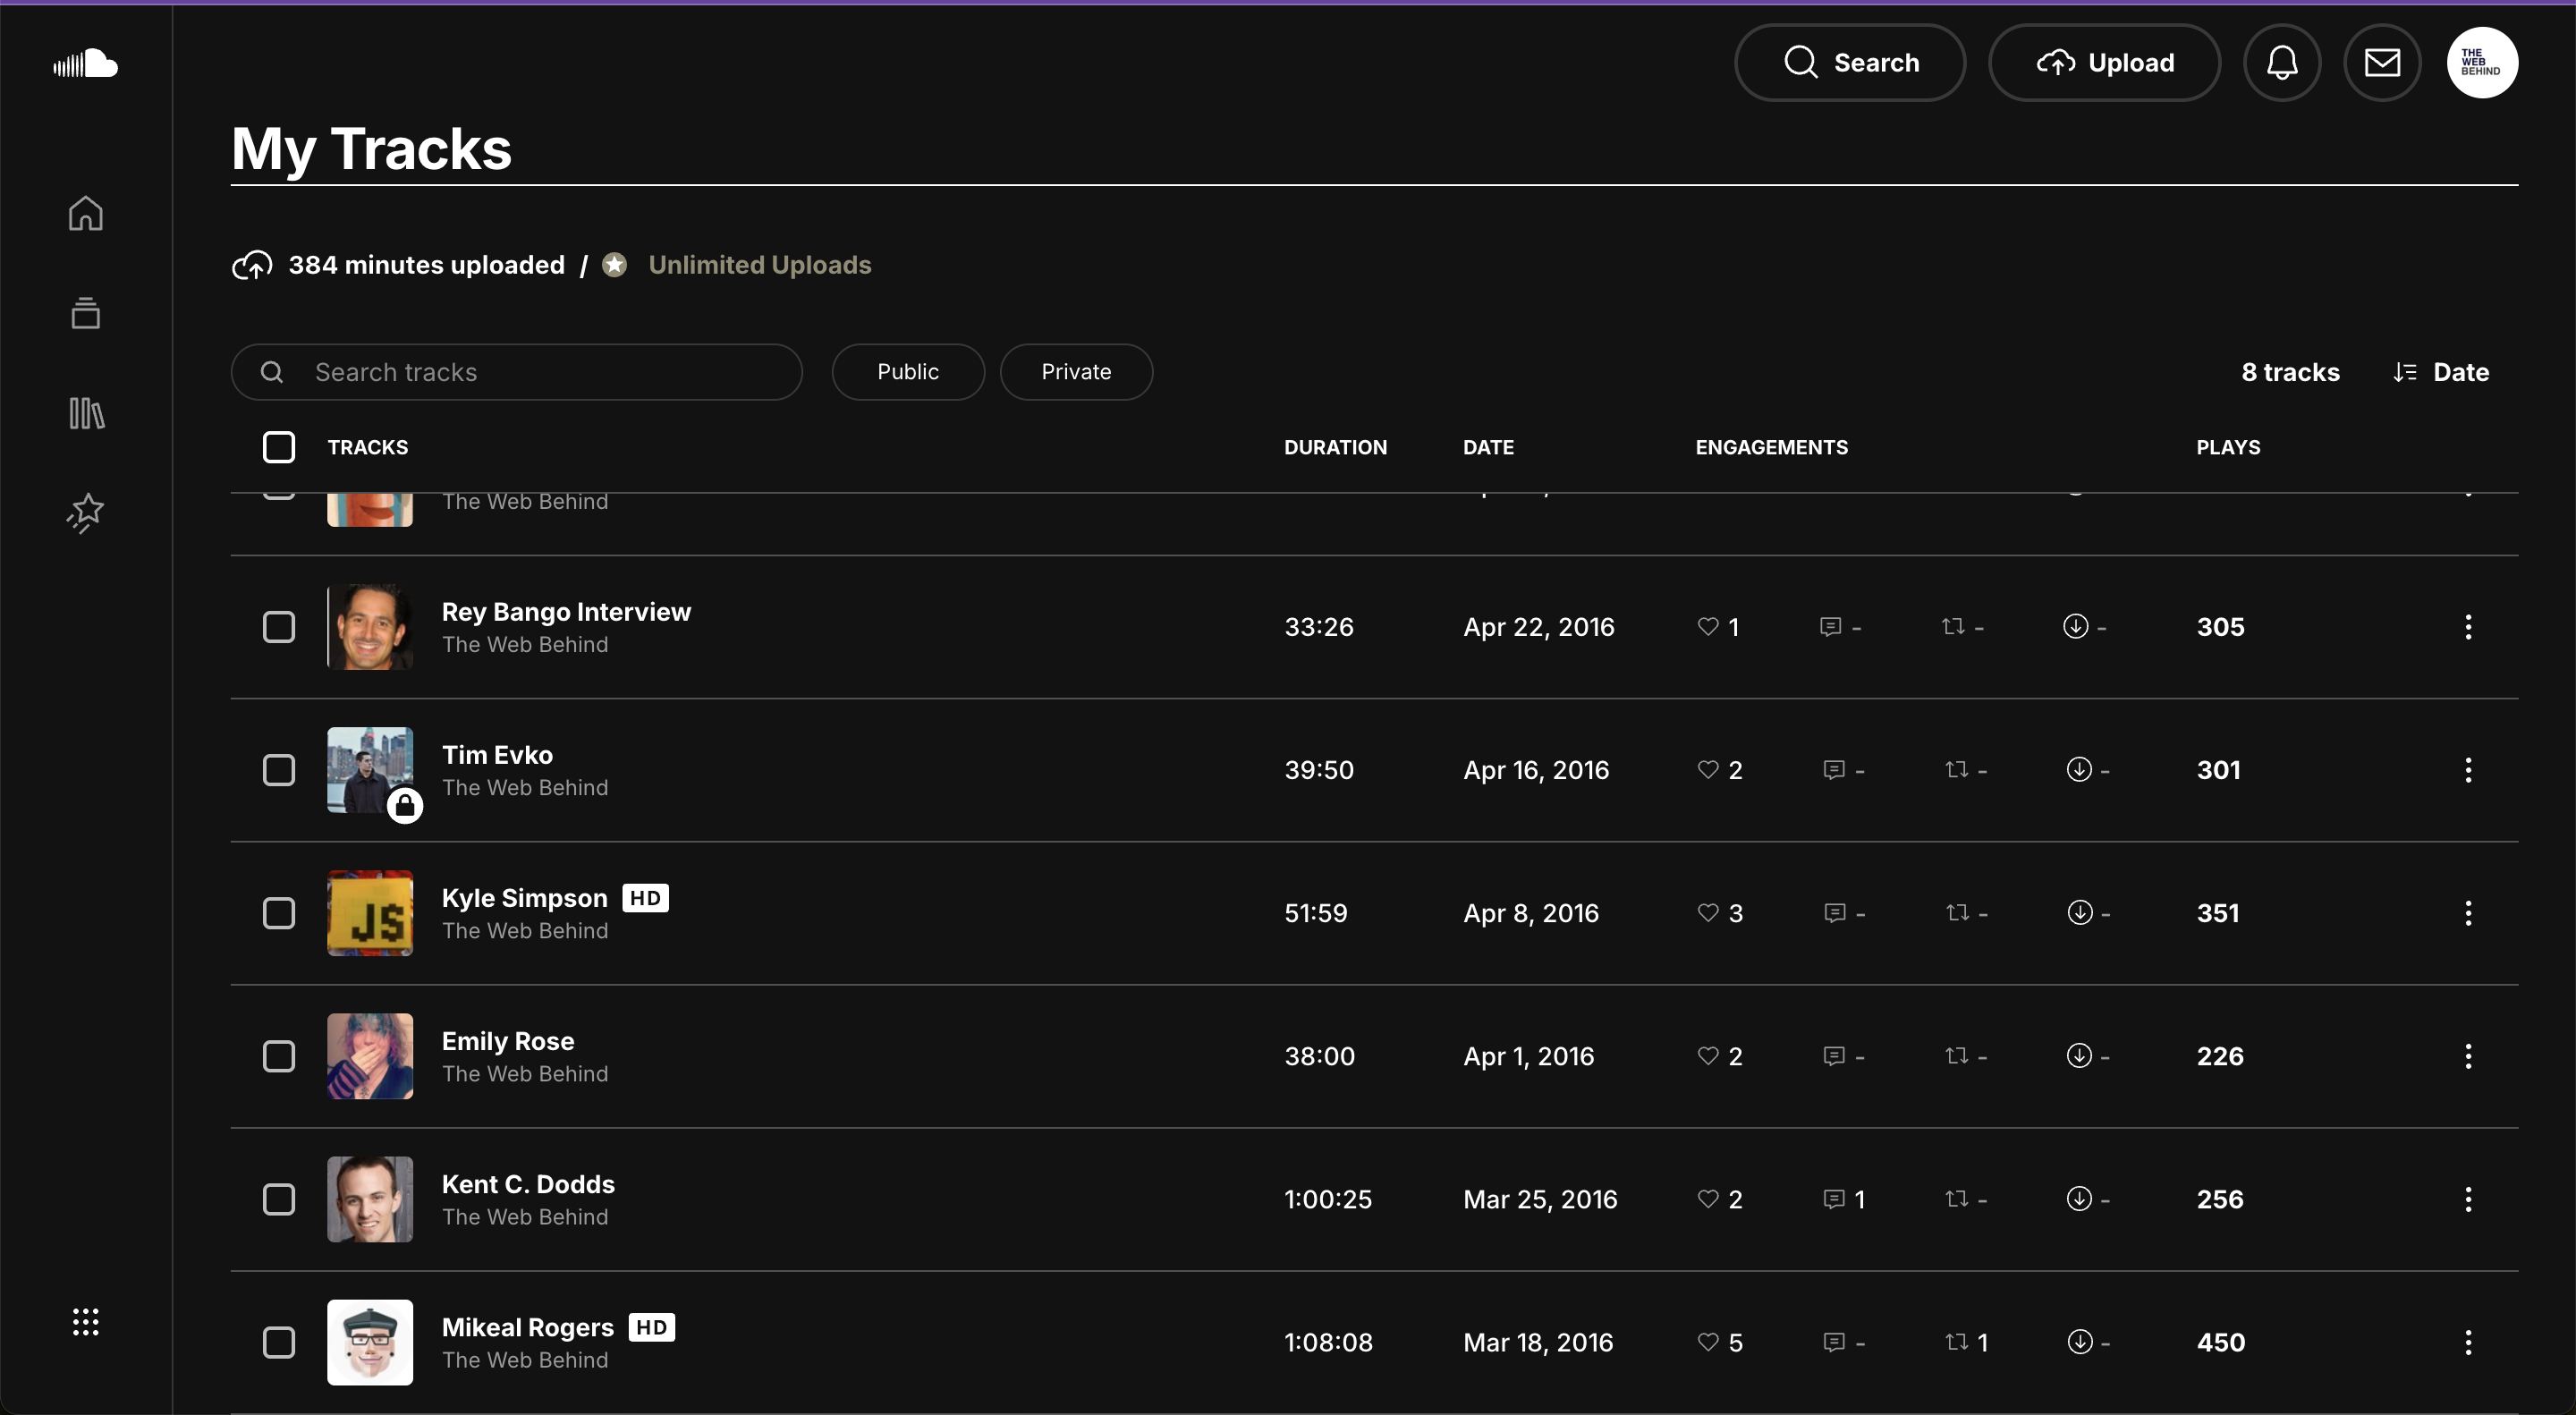 Search
Upload
THE
WEB
BEHIND
My Tracks
384 minutes uploaded / Unlimited Uploads
Search tracks
Public
Private
8 tracks
Date
TRACKS DURATION DATE ENGAGEMENTS PLAYS
The Web Behind
Rey Bango Interview
The Web Behind
33:26 Apr 22, 2016 1 - - - 305
Tim Evko
The Web Behind
39:50 Apr 16, 2016 2 - - - 301
Kyle Simpson HD
The Web Behind
51:59 Apr 8, 2016 3 - - - 351
JS
Emily Rose
The Web Behind
38:00 Apr 1, 2016 2 - - - 226
Kent C. Dodds
The Web Behind
1:00:25 Mar 25, 2016 2 1 - - 256
Mikeal Rogers HD
The Web Behind
1:08:08 Mar 18, 2016 5 - 1 - 450